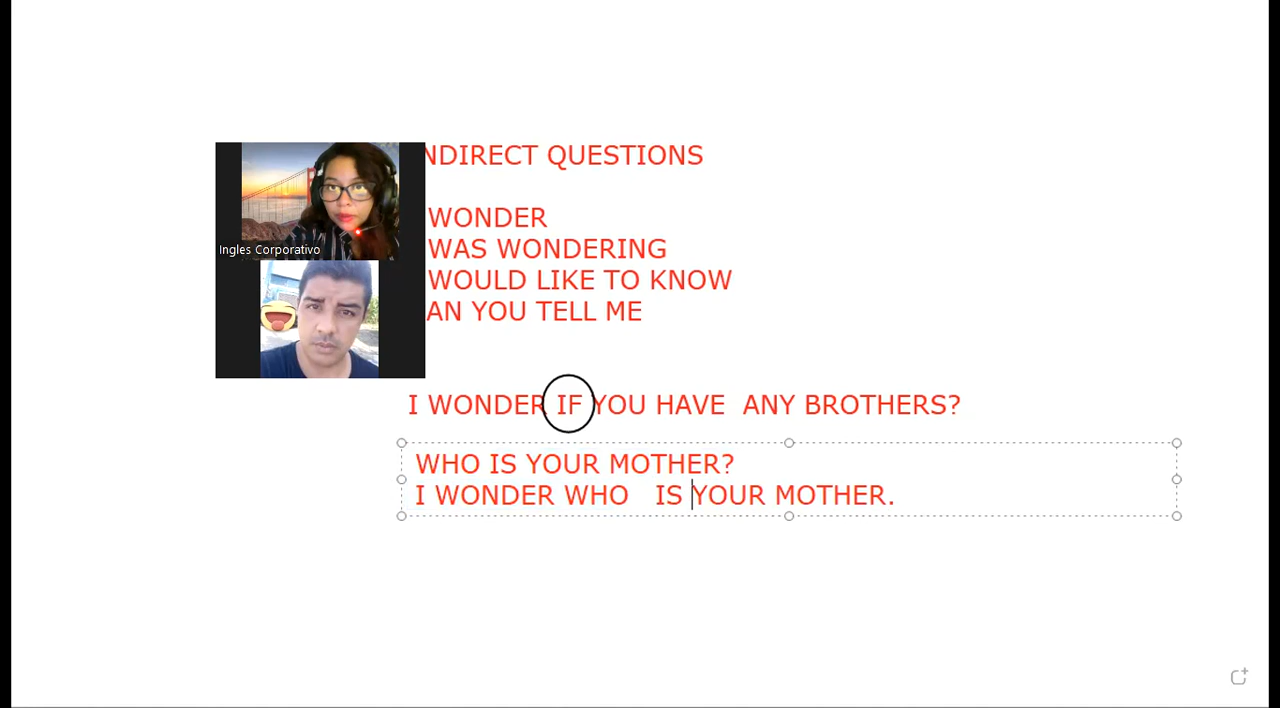 NDIRECT QUESTIONS
WONDER
WAS WONDERING
WOULD LIKE TO KNOW
AN YOU TELL ME
Ingles Corporativo
I WONDER IF YOU HAVE ANY BROTHERS?
WHO IS YOUR MOTHER?
I WONDER WHO IS YOUR MOTHER.